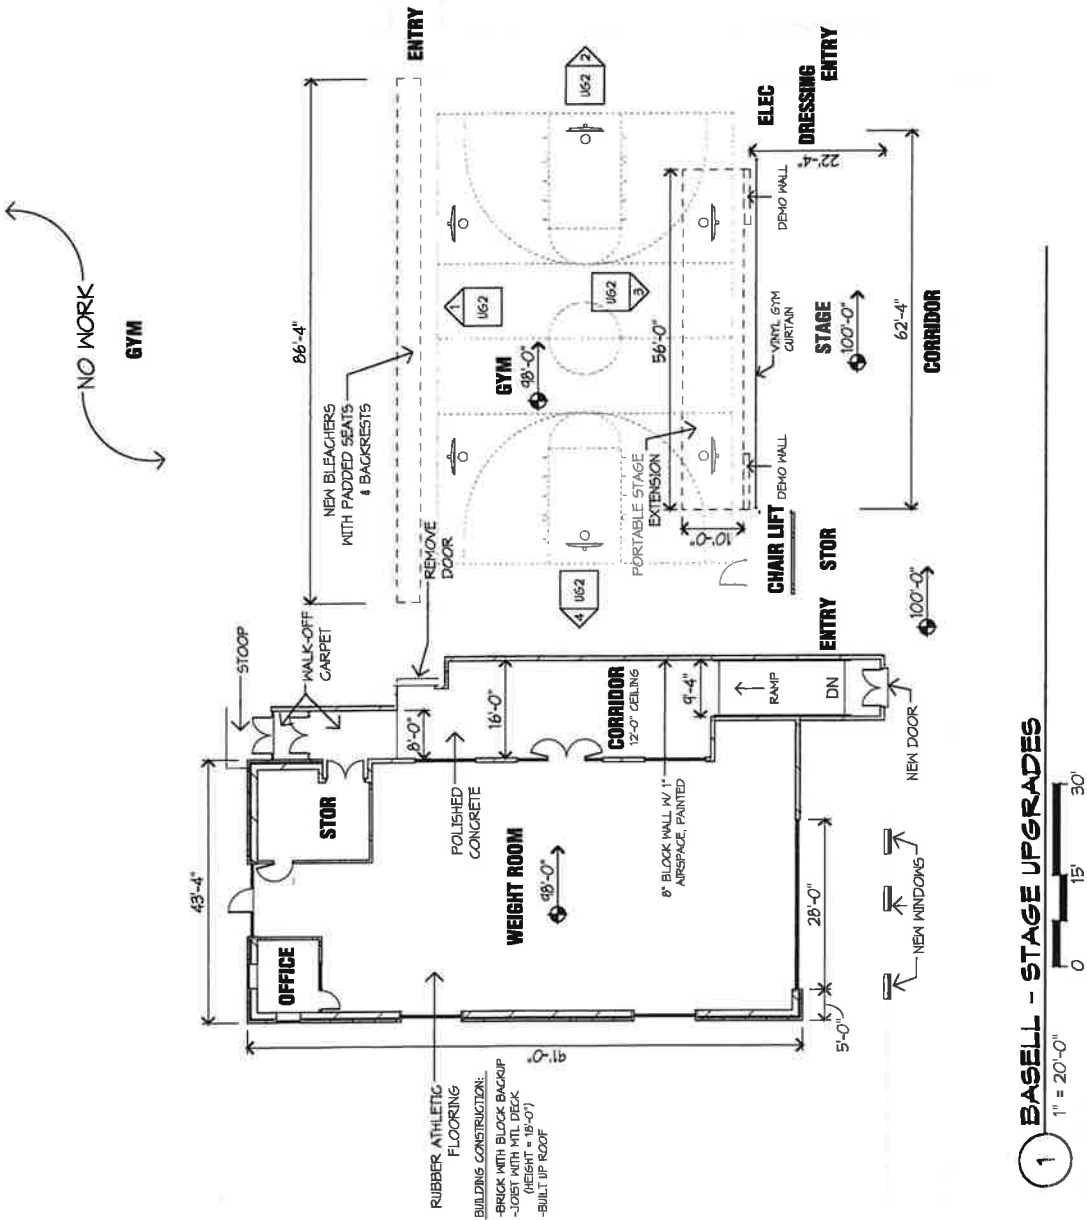 NO WORK
GYM
86'-4"
NEW BLEACHERS
WITH PADDED SEATS
& BACKRESTS
ENTRY
STOOP
WALK-OFF
CARPET
REMOVE
DOOR
2
UG2
1
UG2
UG2
3
4
UG2
GYM
98'-0"
56'-0"
PORTABLE STAGE
EXTENSION
10'-0"
ELEC
DRESSING
ENTRY
22'-4"
DEMO WALL
DEMO WALL
VINYL GYM
CURTAIN
STAGE
100'-0"
62'-4"
CORRIDOR
CHAIR LIFT
STOR
ENTRY
100'-0"
43'-4"
STOR
8'-0"
16'-0"
POLISHED
CONCRETE
CORRIDOR
12'-0" CEILING
9'-4"
RAMP
DN
NEW DOOR
8" BLOCK WALL W/ 1"
AIRSPACE, PAINTED
OFFICE
WEIGHT ROOM
98'-0"
28'-0"
5'-0"
NEW WINDOWS
91'-0"
RUBBER ATHLETIC
FLOORING
BUILDING CONSTRUCTION:
-BRICK WITH BLOCK BACKUP
-JOIST WITH MTL DECK
(HEIGHT = 18'-0")
-BUILT UP ROOF
1
BASELL - STAGE UPGRADES
1" = 20'-0"
0 15' 30'